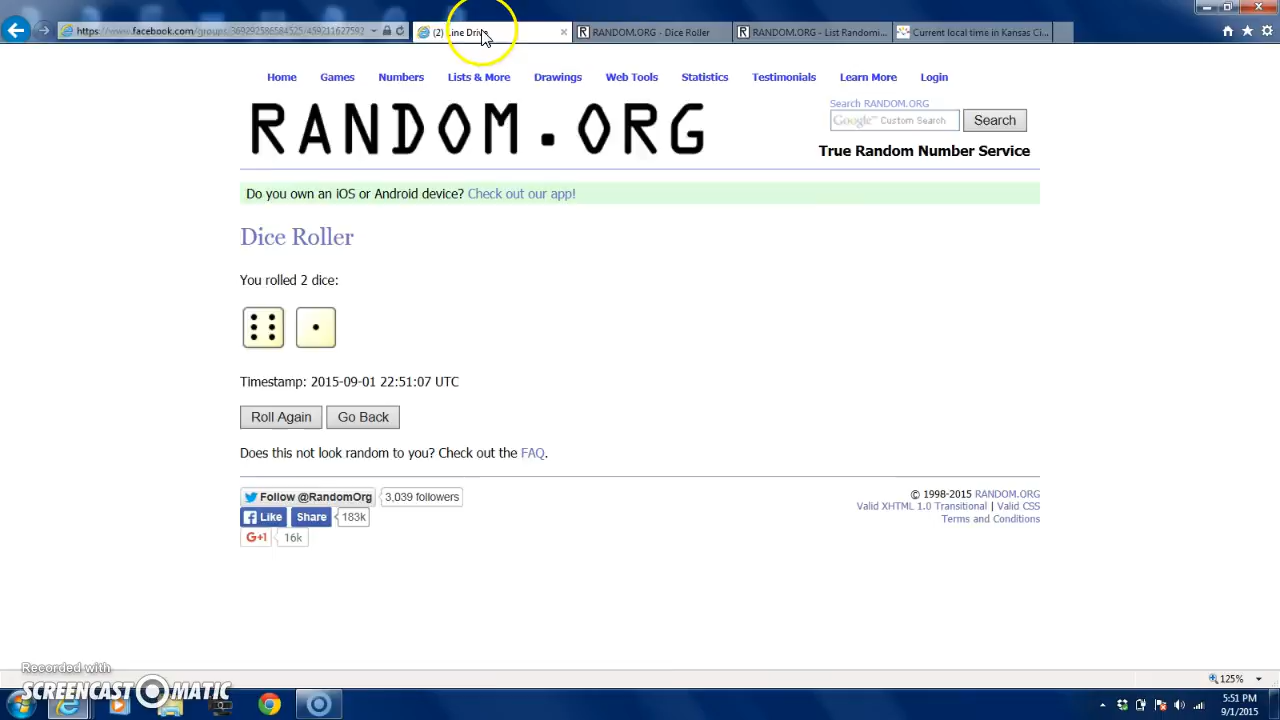 https://www.facebook.com/groups/369292586584525/459211627592?
(2) Line Drive
RANDOM.ORG - Dice Roller
RANDOM.ORG - List Randomi...
Current local time in Kansas Ci...
Home
Games
Numbers
Lists & More
Drawings
Web Tools
Statistics
Testimonials
Learn More
Login
RANDOM.ORG
Search RANDOM.ORG
Google™ Custom Search
Search
True Random Number Service
Do you own an iOS or Android device? Check out our app!
Dice Roller
You rolled 2 dice:
Timestamp: 2015-09-01 22:51:07 UTC
Roll Again
Go Back
Does this not look random to you? Check out the FAQ.
Follow @RandomOrg
3,039 followers
Like
Share
183k
G+1
16k
© 1998-2015 RANDOM.ORG
Valid XHTML 1.0 Transitional | Valid CSS
Terms and Conditions
Recorded with
SCREENCAST-O-MATIC
125%
5:51 PM
9/1/2015